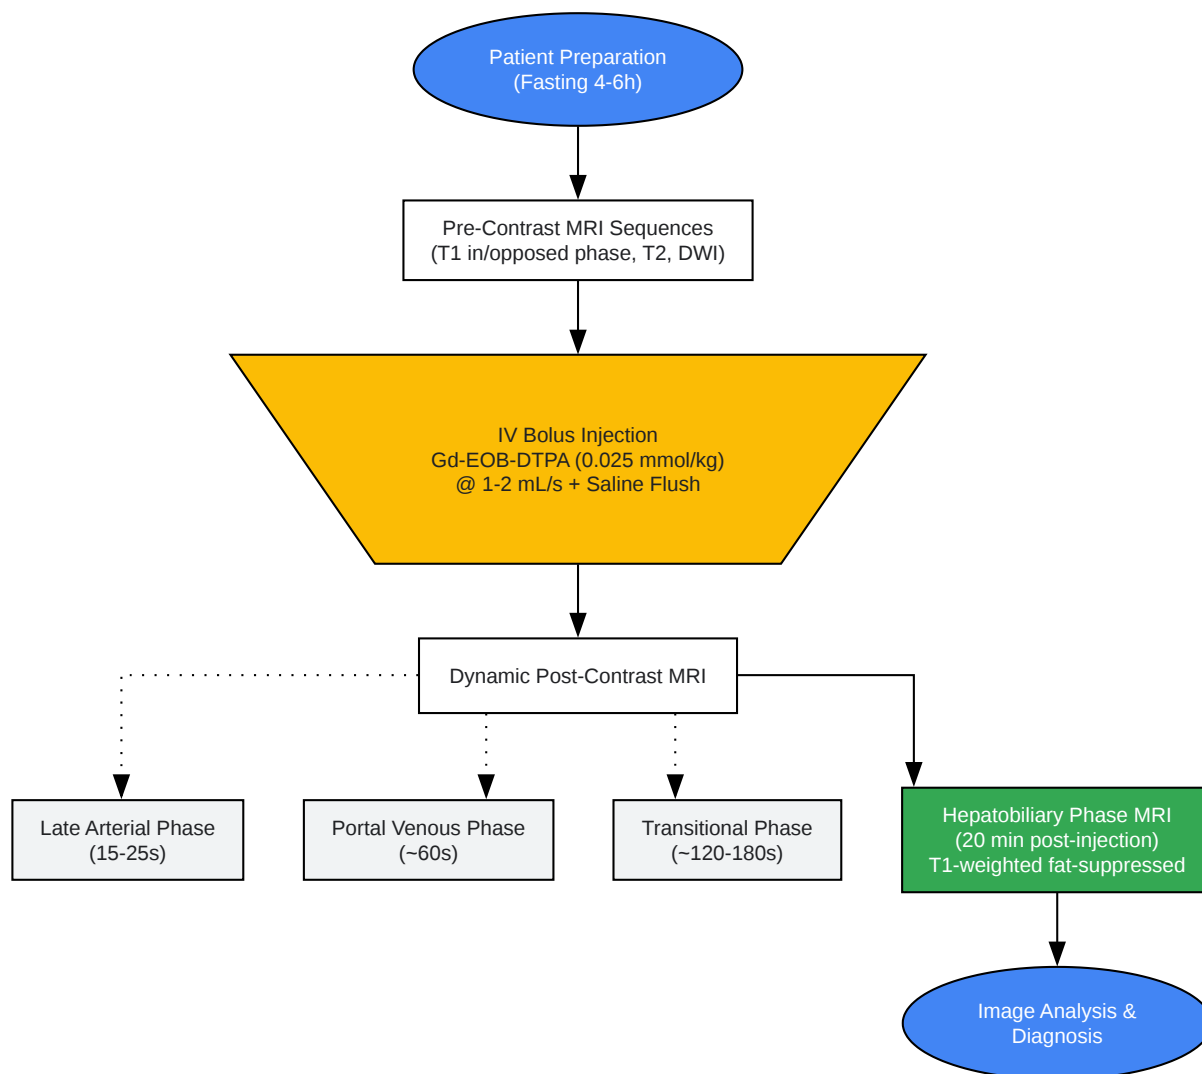 Patient Preparation
(Fasting 4-6h)
Pre-Contrast MRI Sequences
(T1 in/opposed phase, T2, DWI)
IV Bolus Injection
Gd-EOB-DTPA (0.025 mmol/kg)
@ 1-2 mL/s + Saline Flush
Dynamic Post-Contrast MRI
Late Arterial Phase
(15-25s)
Portal Venous Phase
(~60s)
Transitional Phase
(~120-180s)
Hepatobiliary Phase MRI
(20 min post-injection)
T1-weighted fat-suppressed
Image Analysis &
Diagnosis